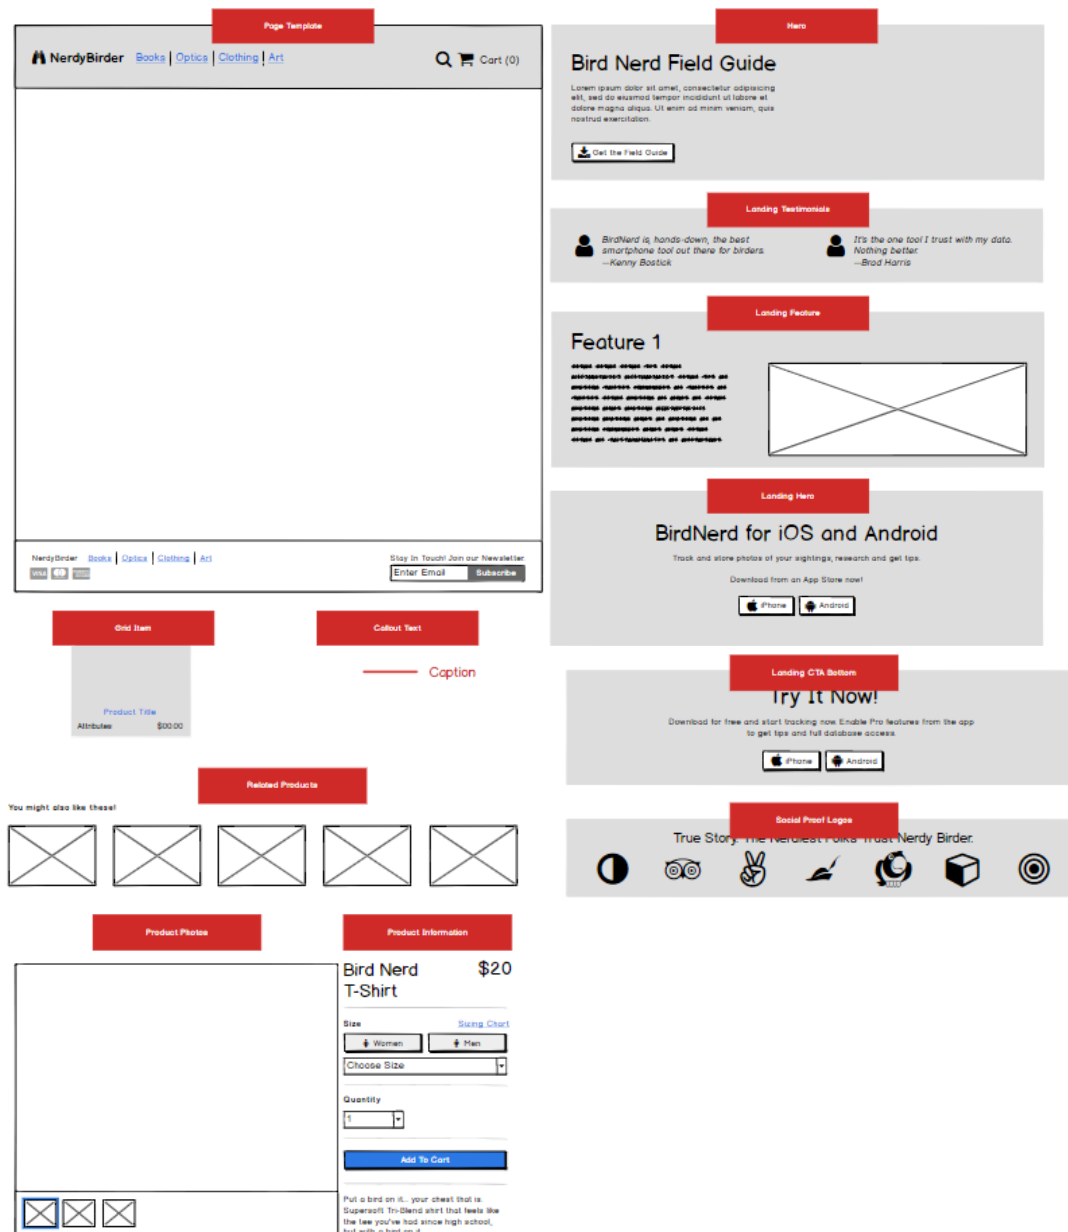 Page Template
NerdyBirder Books Optics Clothing Art Cart (0)
NerdyBirder Books Optics Clothing Art
VISA
Stay In Touch! Join our Newsletter.
Enter Email Subscribe
Grid Item
Product Title
Attributes $00.00
Callout Text
Caption
Related Products
You might also like these!
Product Photos
Product Information
Bird Nerd $20
T-Shirt
Size Sizing Chart
Women Men
Choose Size
Quantity
1
Add To Cart
Put a bird on it... your chest that is.
Supersoft Tri-Blend shirt that feels like
the tee you've had since high school,
but with a bird on it.
Hero
Bird Nerd Field Guide
Lorem ipsum dolor sit amet, consectetur adipisicing
elit, sed do eiusmod tempor incididunt ut labore et
dolore magna aliqua. Ut enim ad minim veniam, quis
nostrud exercitation.
Get the Field Guide
Landing Testimonials
BirdNerd is, hands-down, the best
smartphone tool out there for birders.
—Kenny Bostick
It's the one tool I trust with my data.
Nothing better.
—Brad Harris
Landing Feature
Feature 1
Landing Hero
BirdNerd for iOS and Android
Track and store photos of your sightings, research and get tips.
Download from an App Store now!
iPhone Android
Landing CTA Bottom
Try It Now!
Download for free and start tracking now. Enable Pro features from the app
to get tips and full database access.
iPhone Android
Social Proof Logos
True Story. The Nerdiest Folks Trust Nerdy Birder.